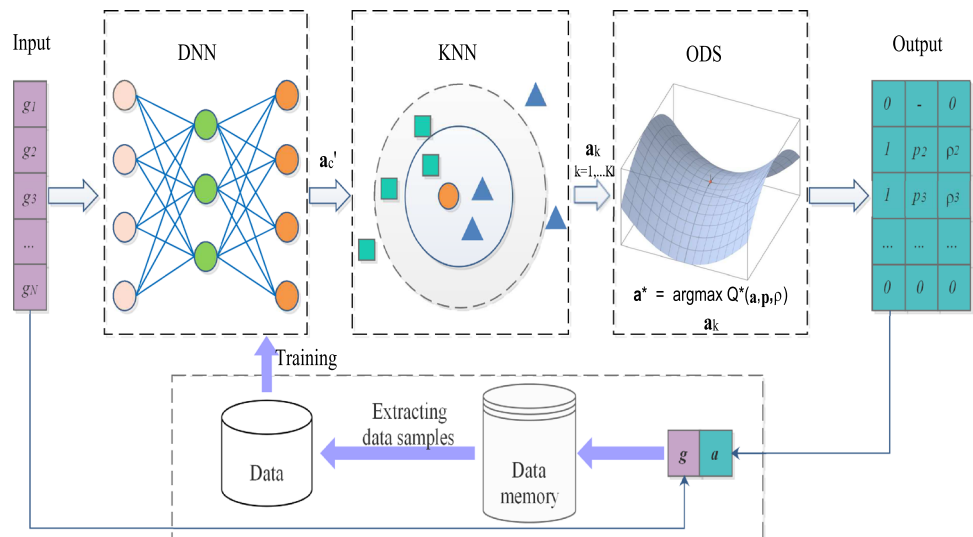 Input
DNN
KNN
ODS
Output
g1
g2
g3
...
gN
ac'
ak
k=1,...K
a* = argmax Q*(a,p,ρ)
ak
0 - 0
1 p2 ρ2
1 p3 ρ3
... ... ...
0 0 0
Training
Extracting
data samples
Data
Data
memory
g a